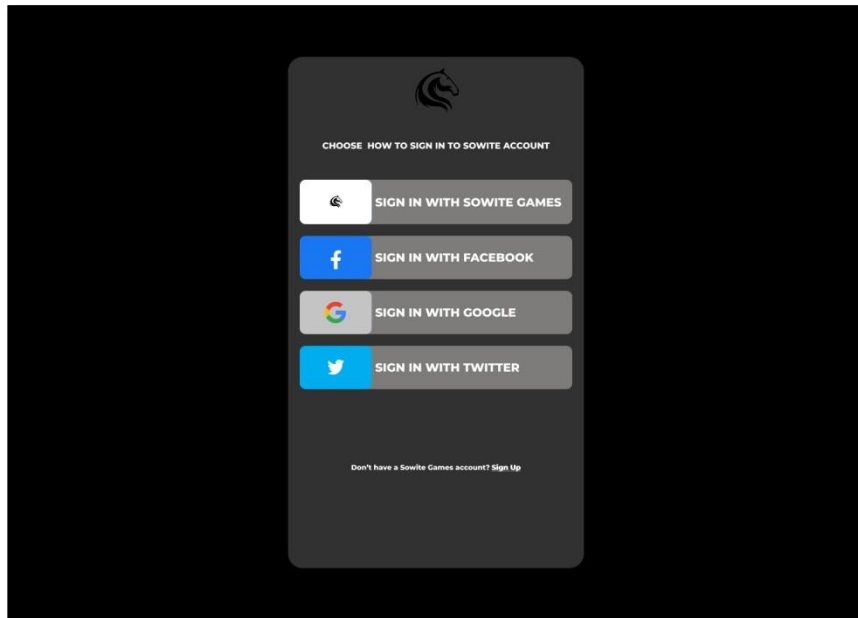 CHOOSE HOW TO SIGN IN TO SOWITE ACCOUNT
SIGN IN WITH SOWITE GAMES
SIGN IN WITH FACEBOOK
SIGN IN WITH GOOGLE
SIGN IN WITH TWITTER
Don't have a Sowite Games account? Sign Up